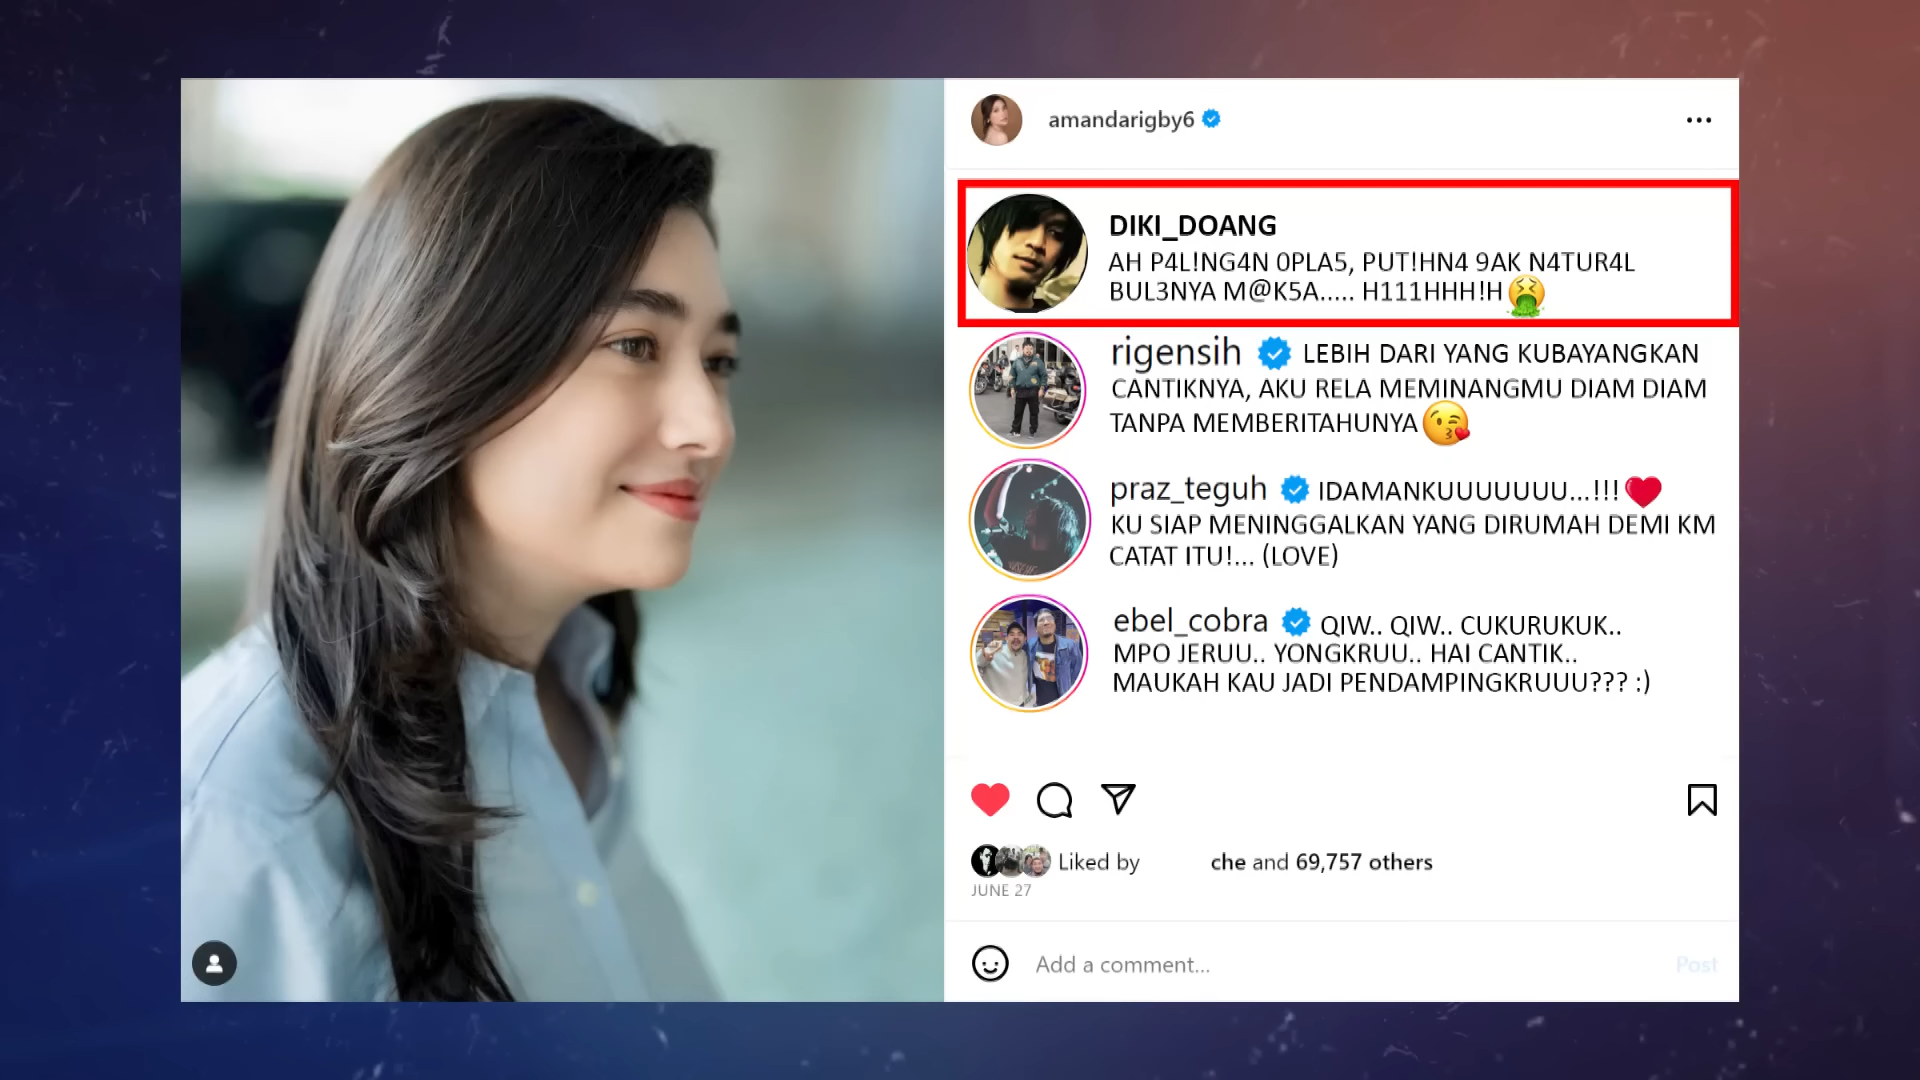 amandarigby6
DIKI_DOANG
AH P4L!NG4N 0PLA5, PUT!HN4 9AK N4TUR4L
BUL3NYA M@K5A..... H111HHH!H🤮
rigensih LEBIH DARI YANG KUBAYANGKAN
CANTIKNYA, AKU RELA MEMINANGMU DIAM DIAM
TANPA MEMBERITAHUNYA😘
praz_teguh IDAMANKUUUUUUU...!!!❤️
KU SIAP MENINGGALKAN YANG DIRUMAH DEMI KM
CATAT ITU!... (LOVE)
ebel_cobra QIW.. QIW.. CUKURUKUK..
MPO JERUU.. YONGKRUU.. HAI CANTIK..
MAUKAH KAU JADI PENDAMPINGKRUUU??? :)
Liked by che and 69,757 others
JUNE 27
Add a comment... Post